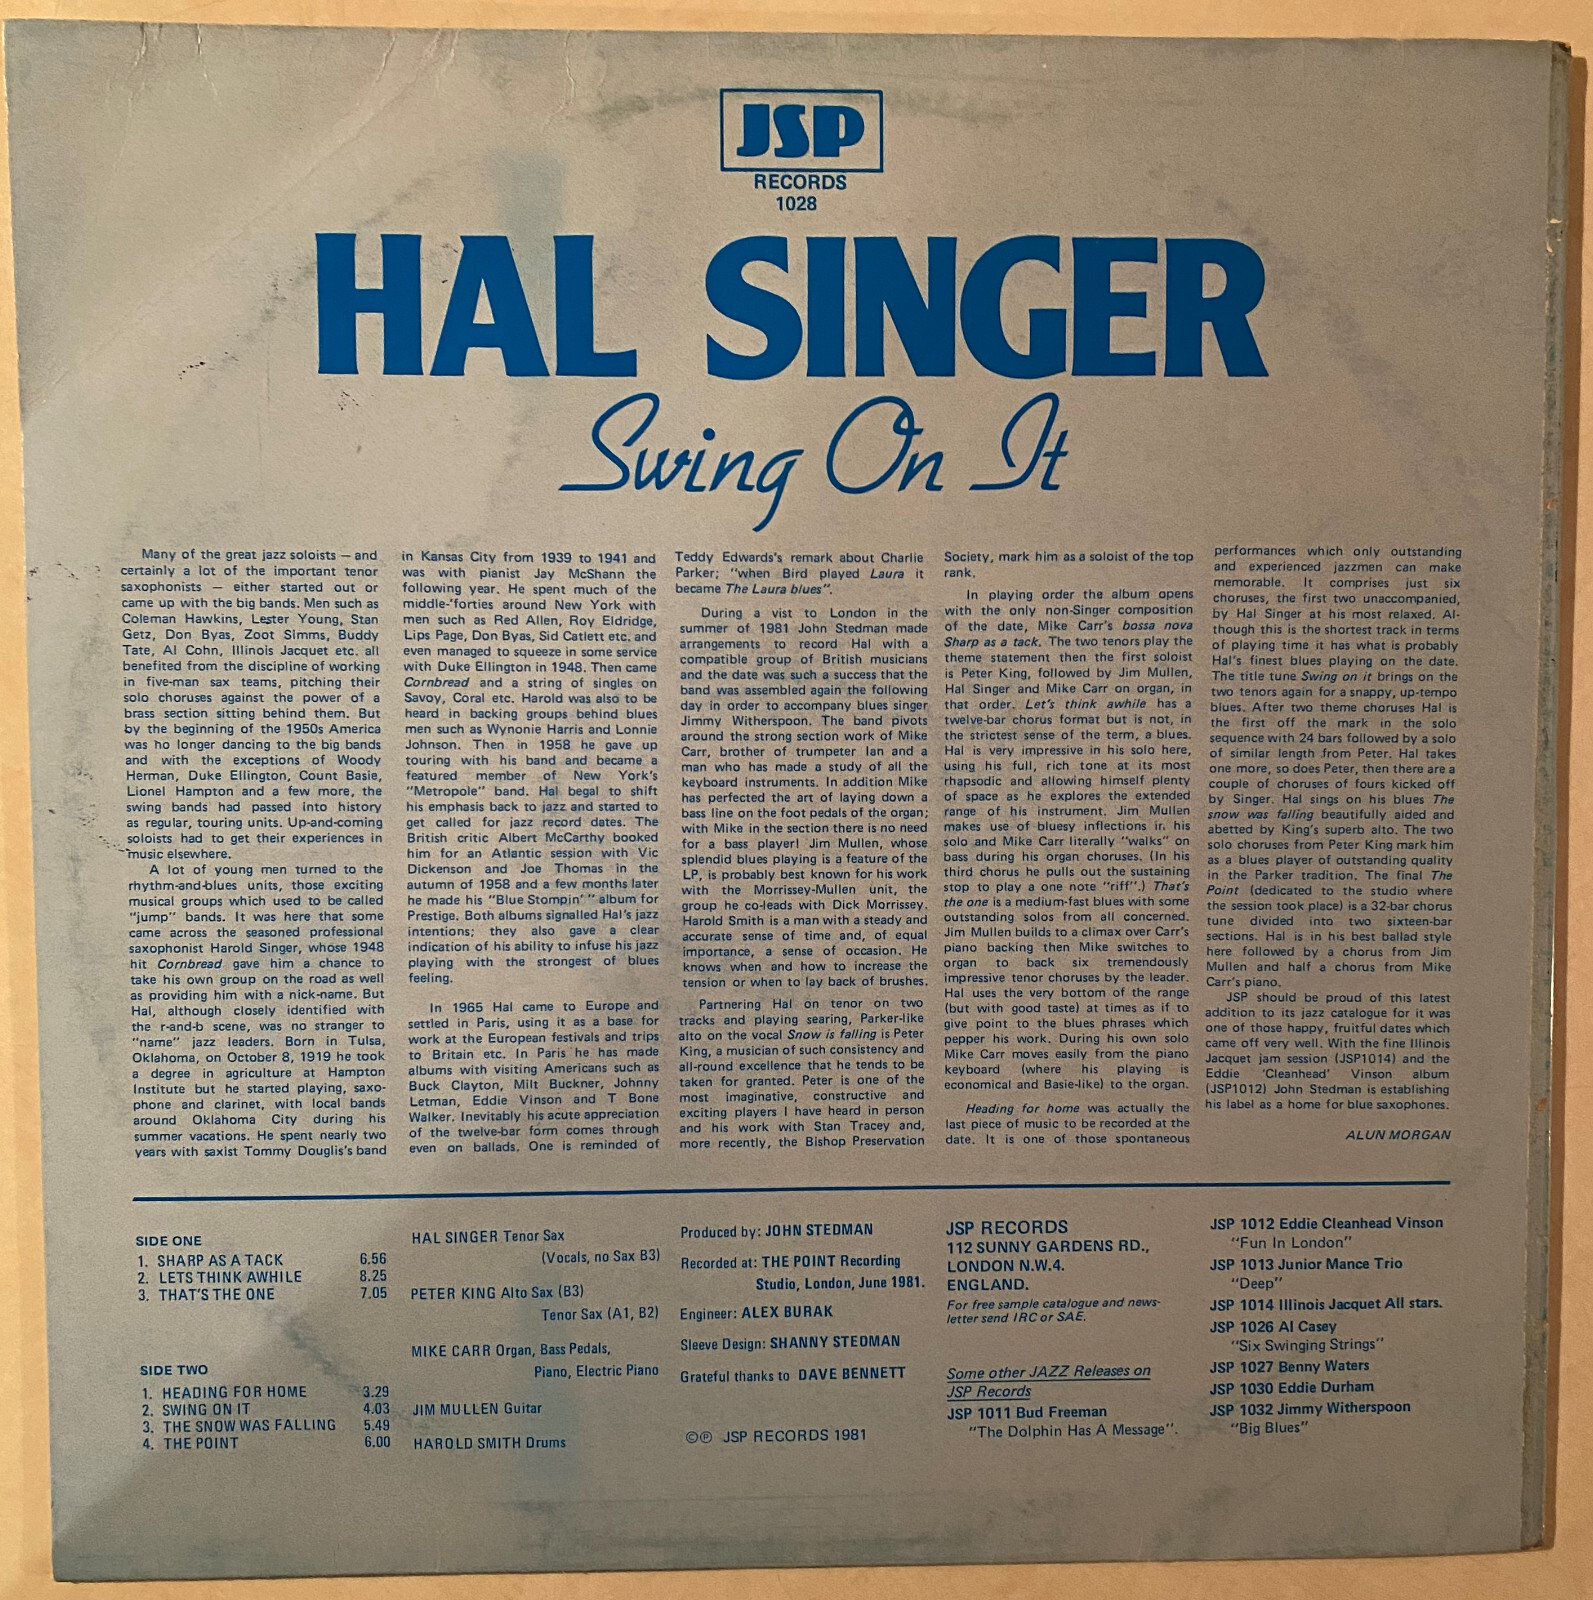 JSP
RECORDS
1028
HAL SINGER
Swing On It
Many of the great jazz soloists — and
certainly a lot of the important tenor
saxophonists — either started out or
came up with the big bands. Men such as
Coleman Hawkins, Lester Young, Stan
Getz, Don Byas, Zoot Simms, Buddy
Tate, Al Cohn, Illinois Jacquet etc. all
benefited from the discipline of working
in five-man sax teams, pitching their
solo choruses against the power of a
brass section sitting behind them. But
by the beginning of the 1950s America
was no longer dancing to the big bands
and with the exceptions of Woody
Herman, Duke Ellington, Count Basie,
Lionel Hampton and a few more, the
swing bands had passed into history
as regular, touring units. Up-and-coming
soloists had to get their experiences in
music elsewhere.
A lot of young men turned to the
rhythm-and-blues units, those exciting
musical groups which used to be called
"jump" bands. It was here that some
came across the seasoned professional
saxophonist Harold Singer, whose 1948
hit Cornbread gave him a chance to
take his own group on the road as well
as providing him with a nick-name. But
Hal, although closely identified with
the r-and-b scene, was no stranger to
"name" jazz leaders. Born in Tulsa,
Oklahoma, on October 8, 1919 he took
a degree in agriculture at Hampton
Institute but he started playing, saxo-
phone and clarinet, with local bands
around Oklahoma City during his
summer vacations. He spent nearly two
years with saxist Tommy Douglis's band
in Kansas City from 1939 to 1941 and
was with pianist Jay McShann the
following year. He spent much of the
middle-'forties around New York with
men such as Red Allen, Roy Eldridge,
Lips Page, Don Byas, Sid Catlett etc. and
even managed to squeeze in some service
with Duke Ellington in 1948. Then came
Cornbread and a string of singles on
Savoy, Coral etc. Harold was also to be
heard in backing groups behind blues
men such as Wynonie Harris and Lonnie
Johnson. Then in 1958 he gave up
touring with his band and became a
featured member of New York's
"Metropole" band. Hal begal to shift
his emphasis back to jazz and started to
get called for jazz record dates. The
British critic Albert McCarthy booked
him for an Atlantic session with Vic
Dickenson and Joe Thomas in the
autumn of 1958 and a few months later
he made his "Blue Stompin' " album for
Prestige. Both albums signalled Hal's jazz
intentions; they also gave a clear
indication of his ability to infuse his jazz
playing with the strongest of blues
feeling.
In 1965 Hal came to Europe and
settled in Paris, using it as a base for
work at the European festivals and trips
to Britain etc. In Paris he has made
albums with visiting Americans such as
Buck Clayton, Milt Buckner, Johnny
Letman, Eddie Vinson and T Bone
Walker. Inevitably his acute appreciation
of the twelve-bar form comes through
even on ballads. One is reminded of
Teddy Edwards's remark about Charlie
Parker; "when Bird played Laura it
became The Laura blues".
During a vist to London in the
summer of 1981 John Stedman made
arrangements to record Hal with a
compatible group of British musicians
and the date was such a success that the
band was assembled again the following
day in order to accompany blues singer
Jimmy Witherspoon. The band pivots
around the strong section work of Mike
Carr, brother of trumpeter Ian and a
man who has made a study of all the
keyboard instruments. In addition Mike
has perfected the art of laying down a
bass line on the foot pedals of the organ;
with Mike in the section there is no need
for a bass player! Jim Mullen, whose
splendid blues playing is a feature of the
LP, is probably best known for his work
with the Morrissey-Mullen unit, the
group he co-leads with Dick Morrissey.
Harold Smith is a man with a steady and
accurate sense of time and, of equal
importance, a sense of occasion. He
knows when and how to increase the
tension or when to lay back of brushes.
Partnering Hal on tenor on two
tracks and playing searing, Parker-like
alto on the vocal Snow is falling is Peter
King, a musician of such consistency and
all-round excellence that he tends to be
taken for granted. Peter is one of the
most imaginative, constructive and
exciting players I have heard in person
and his work with Stan Tracey and,
more recently, the Bishop Preservation
Society, mark him as a soloist of the top
rank.
In playing order the album opens
with the only non-Singer composition
of the date, Mike Carr's bossa nova
Sharp as a tack. The two tenors play the
theme statement then the first soloist
is Peter King, followed by Jim Mullen,
Hal Singer and Mike Carr on organ, in
that order. Let's think awhile has a
twelve-bar chorus format but is not, in
the strictest sense of the term, a blues.
Hal is very impressive in his solo here,
using his full, rich tone at its most
rhapsodic and allowing himself plenty
of space as he explores the extended
range of his instrument. Jim Mullen
makes use of bluesy inflections in his
solo and Mike Carr literally "walks" on
bass during his organ choruses. (In his
third chorus he pulls out the sustaining
stop to play a one note "riff".) That's
the one is a medium-fast blues with some
outstanding solos from all concerned.
Jim Mullen builds to a climax over Carr's
piano backing then Mike switches to
organ to back six tremendously
impressive tenor choruses by the leader.
Hal uses the very bottom of the range
(but with good taste) at times as if to
give point to the blues phrases which
pepper his work. During his own solo
Mike Carr moves easily from the piano
keyboard (where his playing is
economical and Basie-like) to the organ.
Heading for home was actually the
last piece of music to be recorded at the
date. It is one of those spontaneous
performances which only outstanding
and experienced jazzmen can make
memorable. It comprises just six
choruses, the first two unaccompanied,
by Hal Singer at his most relaxed. Al-
though this is the shortest track in terms
of playing time it has what is probably
Hal's finest blues playing on the date.
The title tune Swing on it brings on the
two tenors again for a snappy, up-tempo
blues. After two theme choruses Hal is
the first off the mark in the solo
sequence with 24 bars followed by a solo
of similar length from Peter. Hal takes
one more, so does Peter, then there are a
couple of choruses of fours kicked off
by Singer. Hal sings on his blues The
snow was falling beautifully aided and
abetted by King's superb alto. The two
solo choruses from Peter King mark him
as a blues player of outstanding quality
in the Parker tradition. The final The
Point (dedicated to the studio where
the session took place) is a 32-bar chorus
tune divided into two sixteen-bar
sections. Hal is in his best ballad style
here followed by a chorus from Jim
Mullen and half a chorus from Mike
Carr's piano.
JSP should be proud of this latest
addition to its jazz catalogue for it was
one of those happy, fruitful dates which
came off very well. With the fine Illinois
Jacquet jam session (JSP1014) and the
Eddie 'Cleanhead' Vinson album
(JSP1012) John Stedman is establishing
his label as a home for blue saxophones.
ALUN MORGAN
SIDE ONE
1. SHARP AS A TACK 6.56
2. LETS THINK AWHILE 8.25
3. THAT'S THE ONE 7.05
SIDE TWO
1. HEADING FOR HOME 3.29
2. SWING ON IT 4.03
3. THE SNOW WAS FALLING 5.49
4. THE POINT 6.00
HAL SINGER Tenor Sax
(Vocals, no Sax B3)
PETER KING Alto Sax (B3)
Tenor Sax (A1, B2)
MIKE CARR Organ, Bass Pedals,
Piano, Electric Piano
JIM MULLEN Guitar
HAROLD SMITH Drums
Produced by: JOHN STEDMAN
Recorded at: THE POINT Recording
Studio, London, June 1981.
Engineer: ALEX BURAK
Sleeve Design: SHANNY STEDMAN
Grateful thanks to DAVE BENNETT
©℗ JSP RECORDS 1981
JSP RECORDS
112 SUNNY GARDENS RD.,
LONDON N.W.4.
ENGLAND.
For free sample catalogue and news-
letter send IRC or SAE.
Some other JAZZ Releases on
JSP Records
JSP 1011 Bud Freeman
"The Dolphin Has A Message".
JSP 1012 Eddie Cleanhead Vinson
"Fun In London"
JSP 1013 Junior Mance Trio
"Deep"
JSP 1014 Illinois Jacquet All stars.
JSP 1026 Al Casey
"Six Swinging Strings"
JSP 1027 Benny Waters
JSP 1030 Eddie Durham
JSP 1032 Jimmy Witherspoon
"Big Blues"